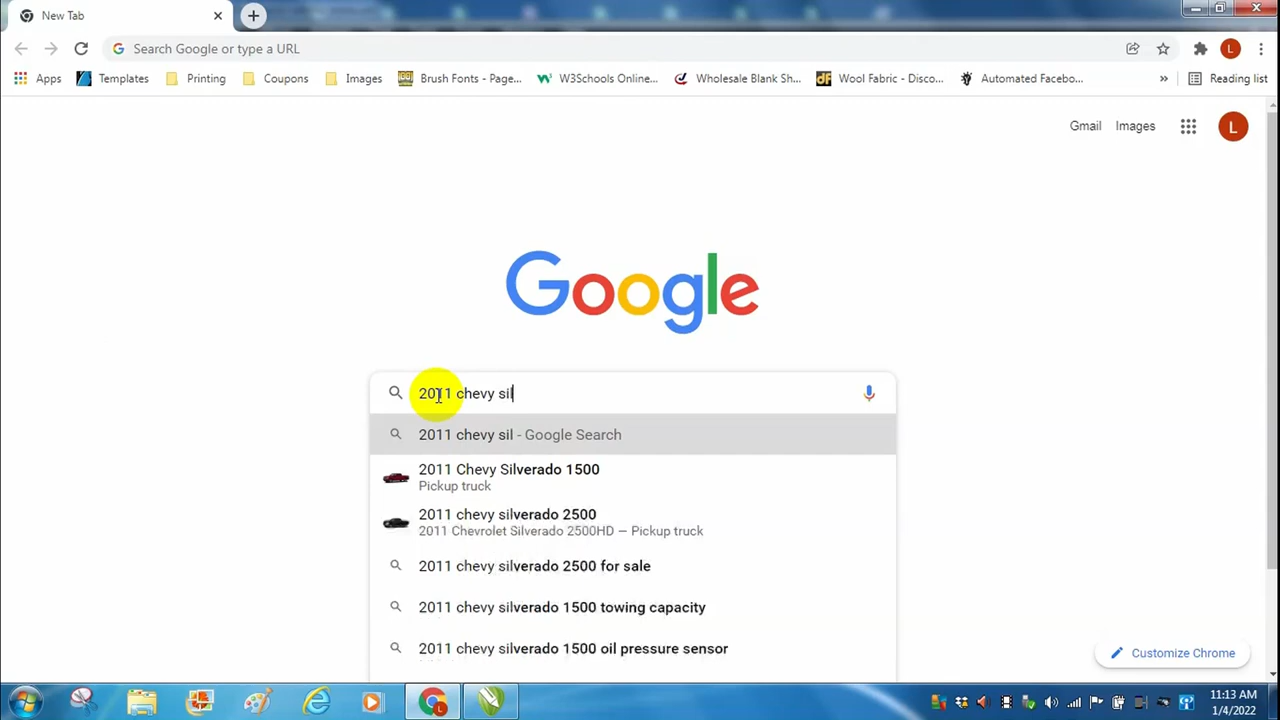 New Tab
Search Google or type a URL
L
Apps
Templates
Printing
Coupons
Images
Brush Fonts - Page...
W3Schools Online...
Wholesale Blank Sh...
Wool Fabric - Disco...
Automated Facebo...
»
Reading list
Gmail
Images
L
Google
2011 chevy sil
2011 chevy sil - Google Search
2011 Chevy Silverado 1500
Pickup truck
2011 chevy silverado 2500
2011 Chevrolet Silverado 2500HD — Pickup truck
2011 chevy silverado 2500 for sale
2011 chevy silverado 1500 towing capacity
2011 chevy silverado 1500 oil pressure sensor
Customize Chrome
11:13 AM
1/4/2022